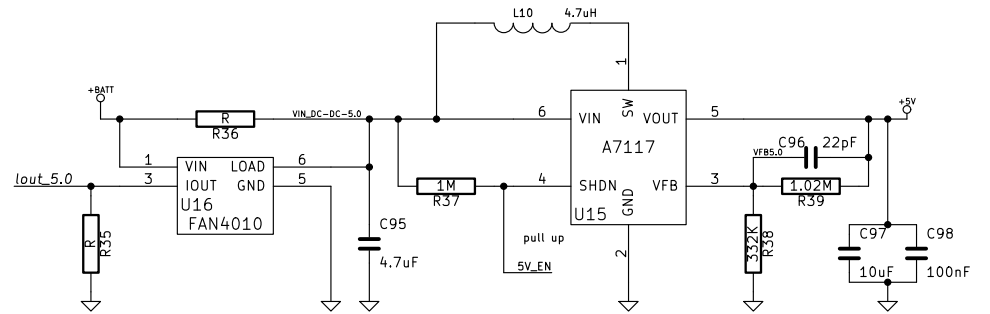 L10 4.7uH
+BATT
+5V
R
R36
VIN_DC-DC-5.0
1
SW
6 VIN VOUT 5
A7117
VFB5.0
C96 22pF
1 VIN LOAD 6
3 IOUT GND 5
Iout_5.0
U16
FAN4010
1M
R37
4 SHDN VFB 3
GND
U15
1.02M
R39
R
R35
C95
4.7uF
pull up
5V_EN
2
332K
R38
C97
10uF
C98
100nF